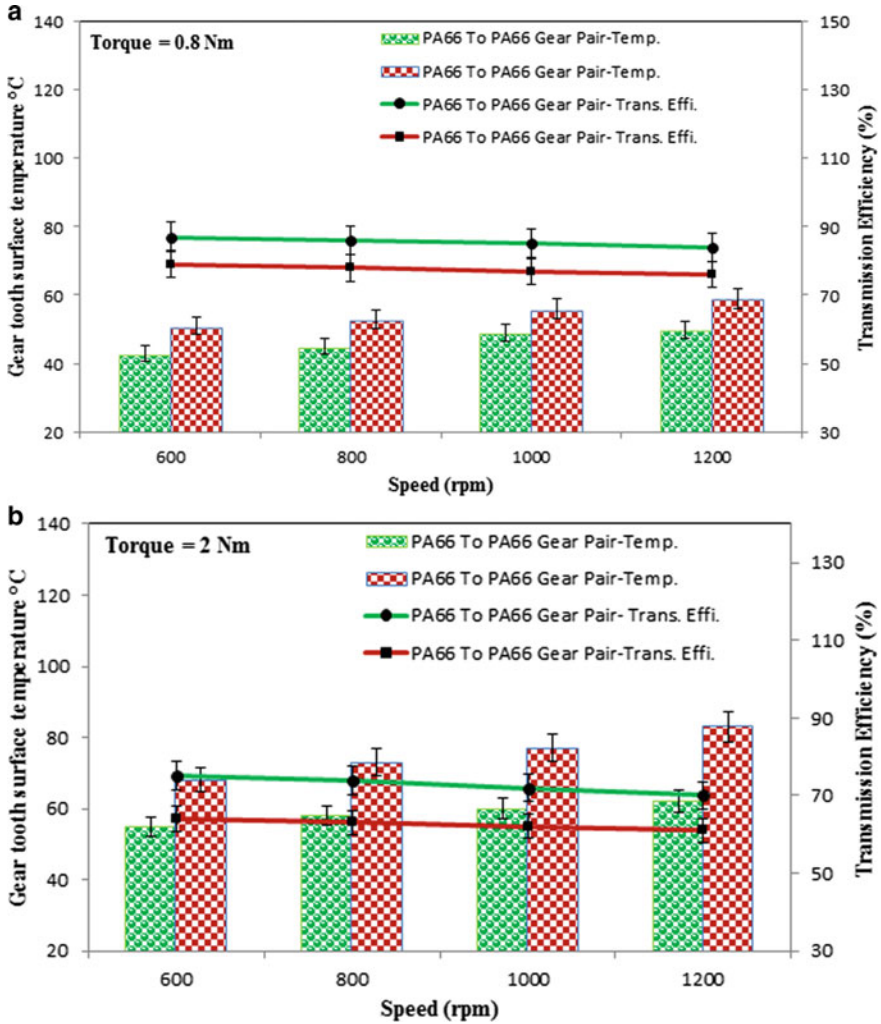 a
Torque = 0.8 Nm
PA66 To PA66 Gear Pair-Temp.
PA66 To PA66 Gear Pair-Temp.
PA66 To PA66 Gear Pair- Trans. Effi.
PA66 To PA66 Gear Pair- Trans. Effi.
Gear tooth surface temperature °C
140
120
100
80
60
40
20
Transmission Efficiency (%)
150
130
110
90
70
50
30
600
800
1000
1200
Speed (rpm)
b
Torque = 2 Nm
PA66 To PA66 Gear Pair-Temp.
PA66 To PA66 Gear Pair-Temp.
PA66 To PA66 Gear Pair- Trans. Effi.
PA66 To PA66 Gear Pair-Trans. Effi.
Gear tooth surface temperature °C
140
120
100
80
60
40
20
Transmission Efficiency (%)
130
110
90
70
50
30
600
800
1000
1200
Speed (rpm)